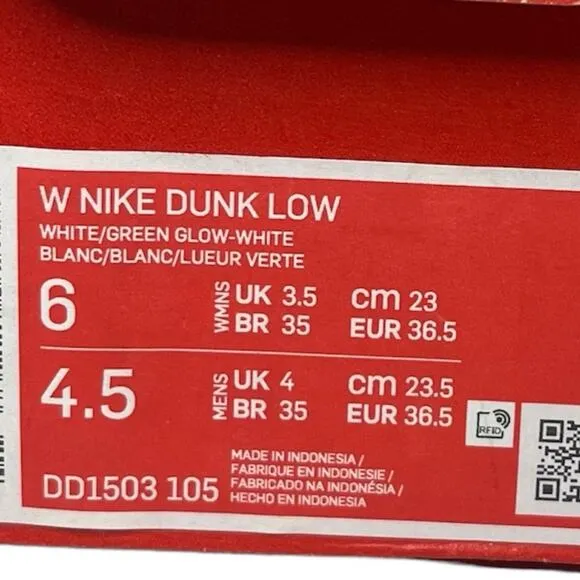 W NIKE DUNK LOW
WHITE/GREEN GLOW-WHITE
BLANC/BLANC/LUEUR VERTE
6 WMNS UK 3.5 cm 23
BR 35 EUR 36.5
4.5 MENS UK 4 cm 23.5
BR 35 EUR 36.5
RFID
DD1503 105
MADE IN INDONESIA /
FABRIQUE EN INDONESIE/
FABRICADO NA INDONÉSIA/
HECHO EN INDONESIA